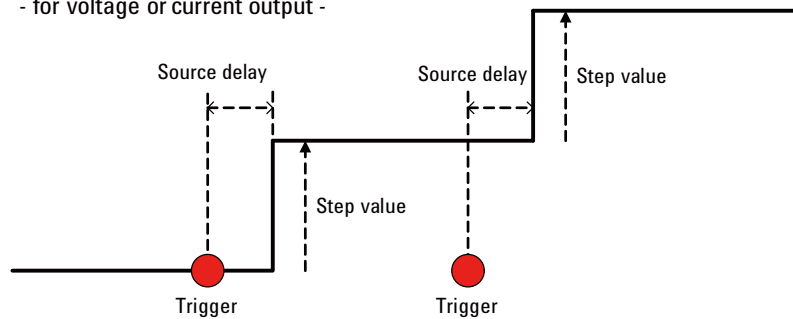 - for voltage or current output -
Source delay
Source delay
Step value
Step value
Trigger
Trigger